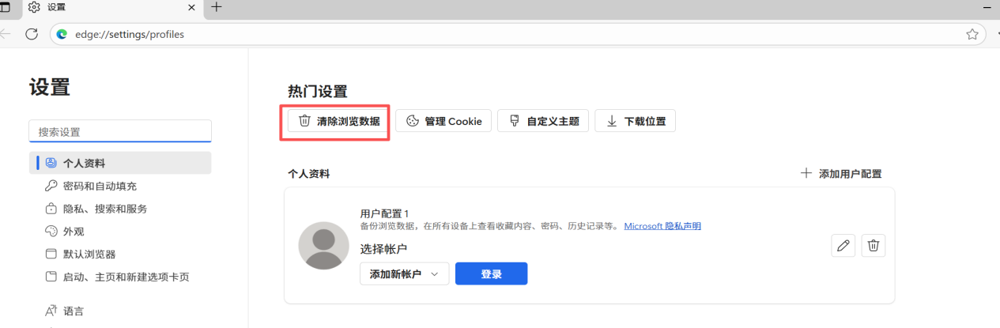 设置
edge://settings/profiles
设置
搜索设置
个人资料
密码和自动填充
隐私、搜索和服务
外观
默认浏览器
启动、主页和新建选项卡页
语言
热门设置
清除浏览数据 管理 Cookie 自定义主题 下载位置
个人资料 添加用户配置
用户配置 1
备份浏览数据，在所有设备上查看收藏内容、密码、历史记录等。 Microsoft 隐私声明
选择帐户
添加新帐户 登录